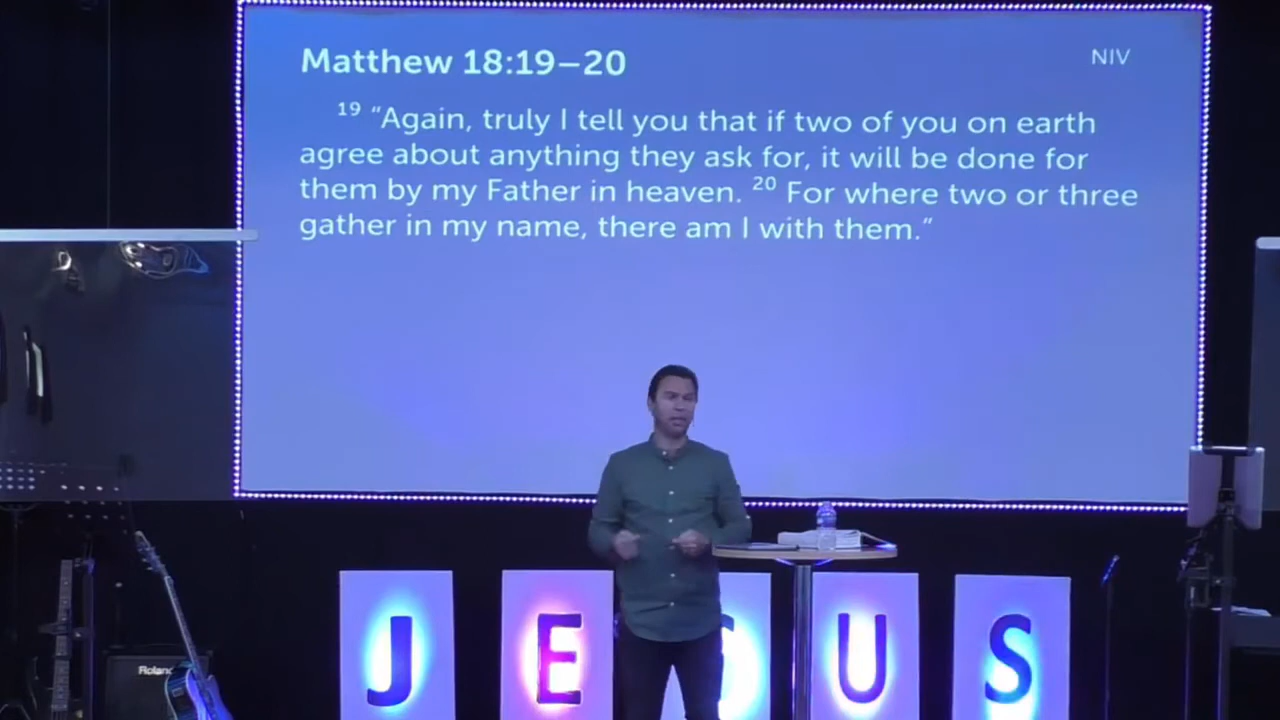 Matthew 18:19–20
NIV
19 “Again, truly I tell you that if two of you on earth
agree about anything they ask for, it will be done for
them by my Father in heaven. 20 For where two or three
gather in my name, there am I with them.”
J E S U S
Roland